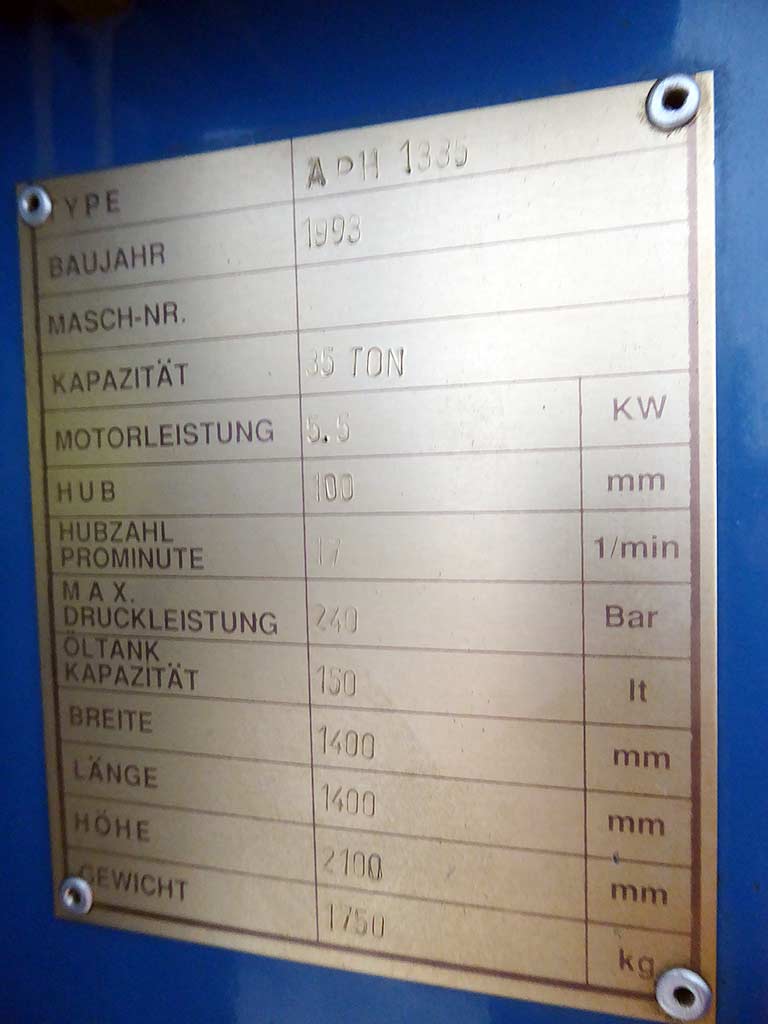 TYPE APH 1335
BAUJAHR 1993
MASCH-NR.
KAPAZITÄT 35 TON
MOTORLEISTUNG 5.5 KW
HUB 100 mm
HUBZAHL
PROMINUTE 17 1/min
MAX.
DRUCKLEISTUNG 240 Bar
ÖLTANK
KAPAZITÄT 150 lt
BREITE 1400 mm
LÄNGE 1400 mm
HÖHE 2100 mm
GEWICHT 1750 kg